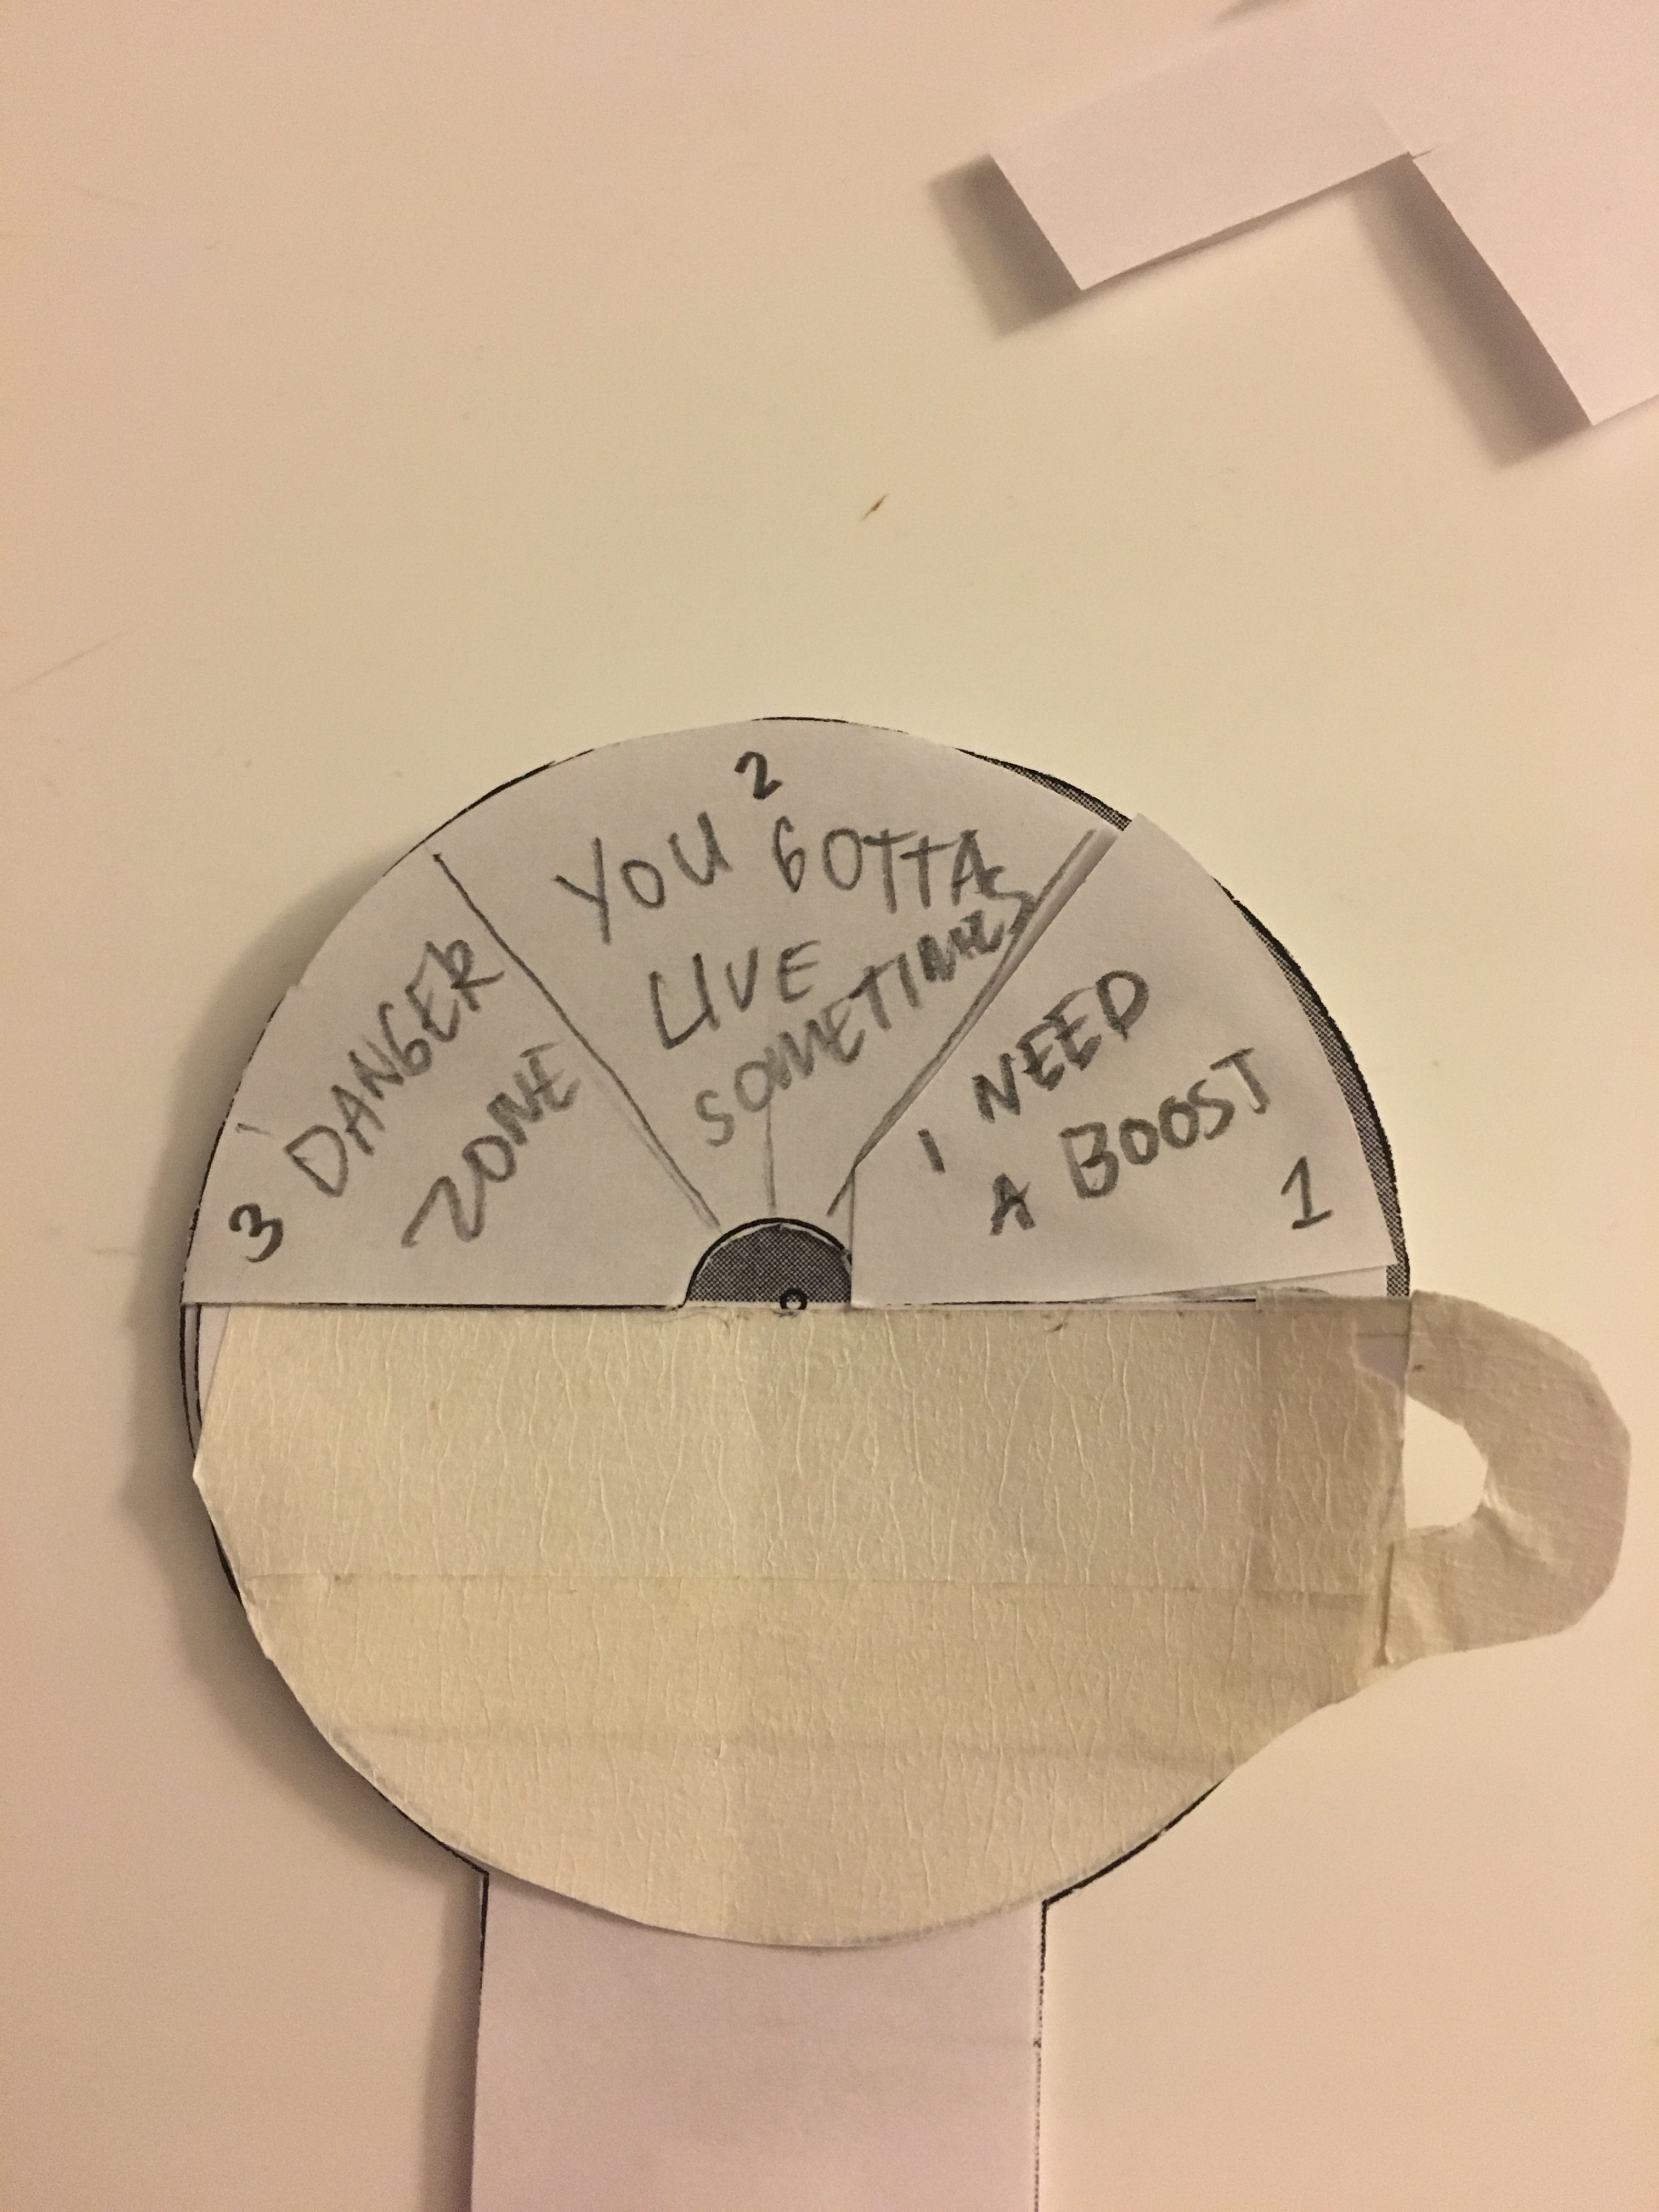 3
DANGER
ZONE
2
YOU GOTTA
LIVE
SOMETIMES
I NEED
A BOOST
1